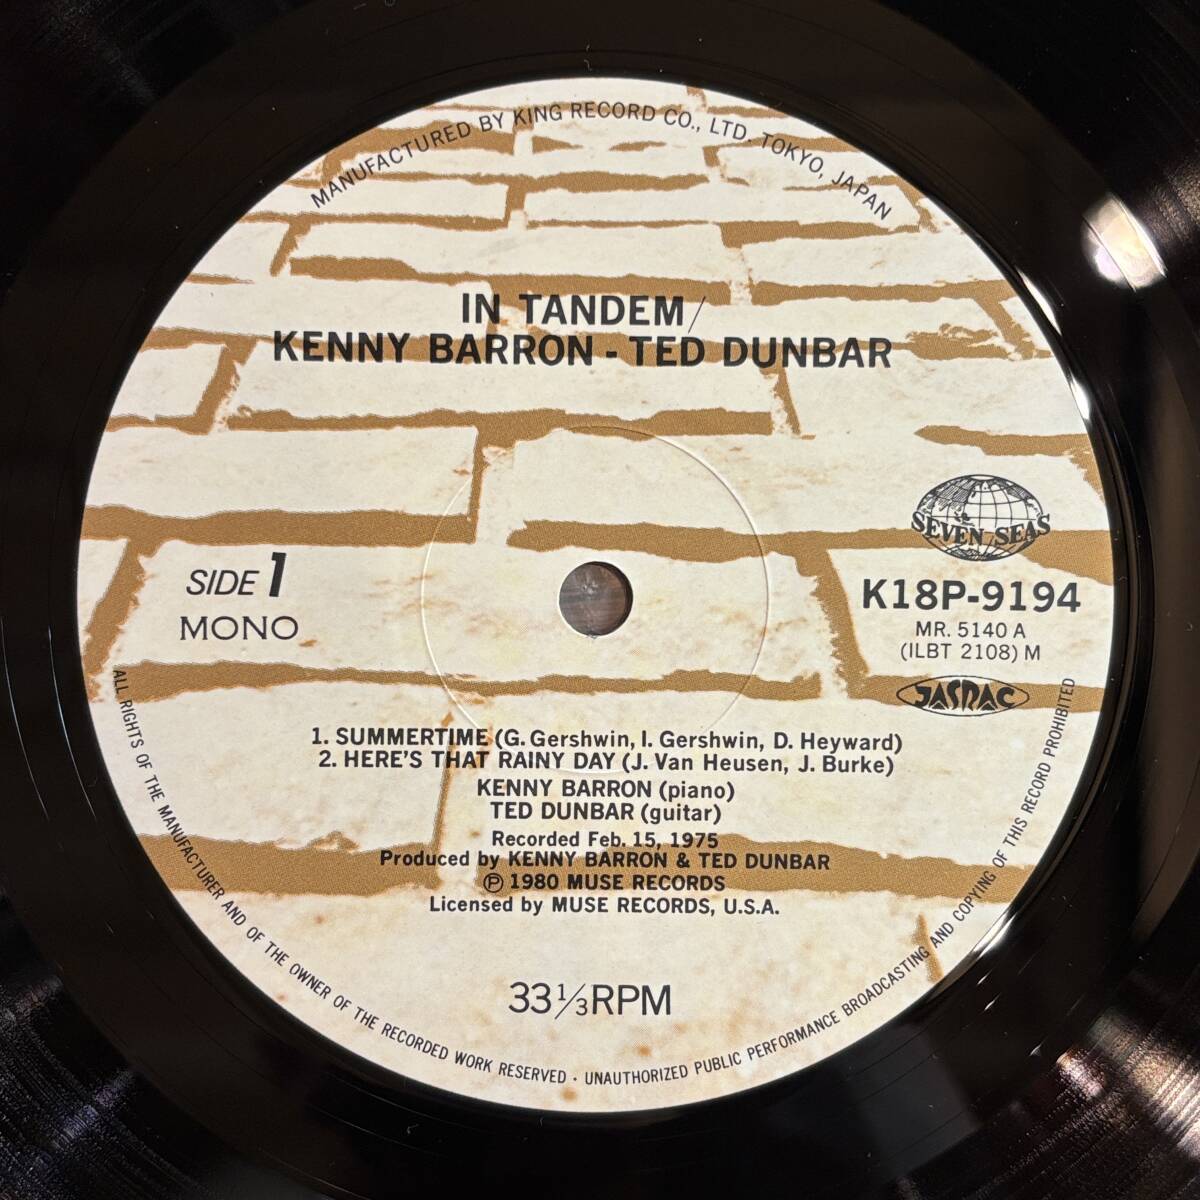 MANUFACTURED BY KING RECORD CO., LTD. TOKYO, JAPAN
IN TANDEM/
KENNY BARRON - TED DUNBAR
SEVEN SEAS
SIDE 1
MONO
K18P-9194
MR. 5140 A
(ILBT 2108) M
JASRAC
1. SUMMERTIME (G. Gershwin, I. Gershwin, D. Heyward)
2. HERE'S THAT RAINY DAY (J. Van Heusen, J. Burke)
KENNY BARRON (piano)
TED DUNBAR (guitar)
Recorded Feb. 15, 1975
Produced by KENNY BARRON & TED DUNBAR
Ⓟ 1980 MUSE RECORDS
Licensed by MUSE RECORDS, U.S.A.
33 1/3 RPM
ALL RIGHTS OF THE MANUFACTURER AND OF THE OWNER OF THE RECORDED WORK RESERVED · UNAUTHORIZED PUBLIC PERFORMANCE BROADCASTING AND COPYING OF THIS RECORD PROHIBITED